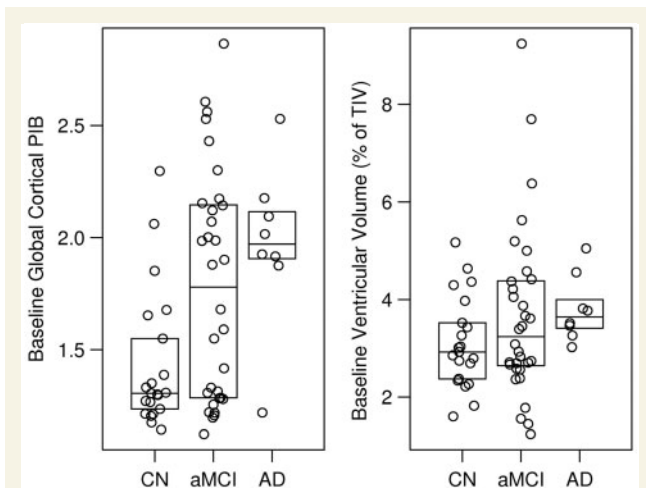 Baseline Global Cortical PIB
2.5
2.0
1.5
CN aMCI AD
Baseline Ventricular Volume (% of TIV)
8
6
4
2
CN aMCI AD